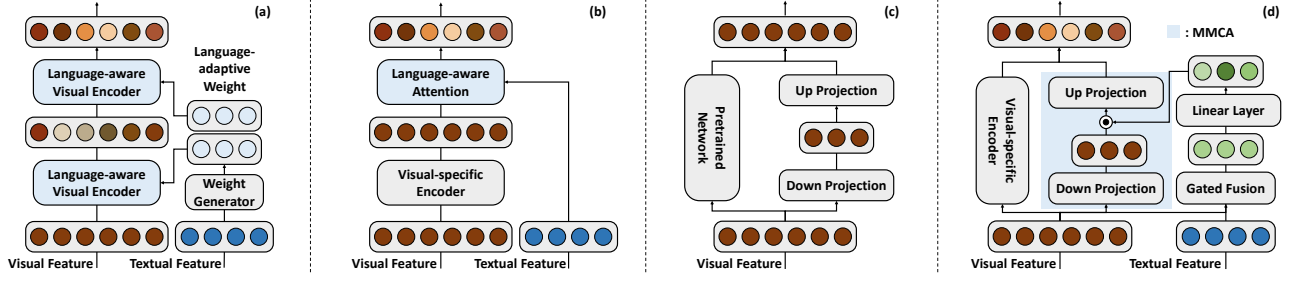 (a)
Language-
adaptive
Weight
Language-aware
Visual Encoder
Language-aware
Visual Encoder
Weight
Generator
Visual Feature
Textual Feature
(b)
Language-aware
Attention
Visual-specific
Encoder
Visual Feature
Textual Feature
(c)
Pretrained
Network
Up Projection
Down Projection
Visual Feature
(d)
: MMCA
Visual-specific
Encoder
Up Projection
Linear Layer
Down Projection
Gated Fusion
Visual Feature
Textual Feature